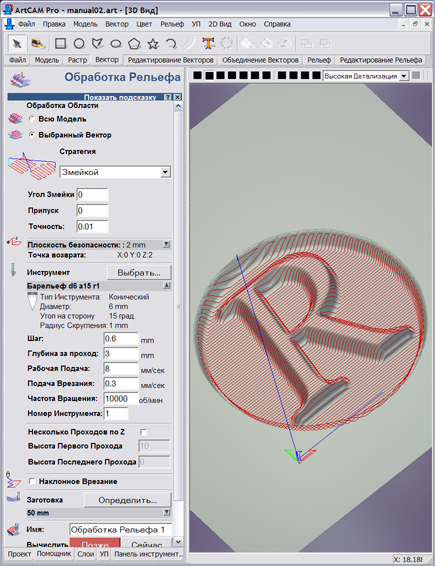 ArtCAM Pro - manual02.art - [3D Вид]
Файл Правка Модель Вектор Рельеф УП 2D Вид Окно Справка
Файл Модель Растр Вектор Редактирование Векторов Объединение Векторов Рельеф Редактирование Рельефа
Обработка Рельефа
Показать подсказку
Высокая Детализация
Обработка Области
Всю Модель
Выбранный Вектор
Стратегия
Змейкой
Угол Змейки 0
Припуск 0
Точность: 0.01
Плоскость безопасности: : 2 mm
Точка возврата: X:0 Y:0 Z:2
Инструмент Выбрать...
Барельеф d6 a15 r1
Тип Инструмента: Конический
Диаметр: 6 mm
Угол на сторону 15 град.
Радиус Скругления: 1 mm
Шаг: 0.6 mm
Глубина за проход: 3 mm
Рабочая Подача: 8 мм/сек
Подача Врезания: 0.3 мм/сек
Частота Вращения: 10000 об/мин
Номер Инструмента: 1
Несколько Проходов по Z
Высота Первого Прохода 10
Высота Последнего Прохода 0
Наклонное Врезание
Заготовка Определить...
50 mm
Имя: Обработка Рельефа 1
Вычислить Позже Сейчас
Проект Помощник Слои УП Панель инструмент...
X: 18.188